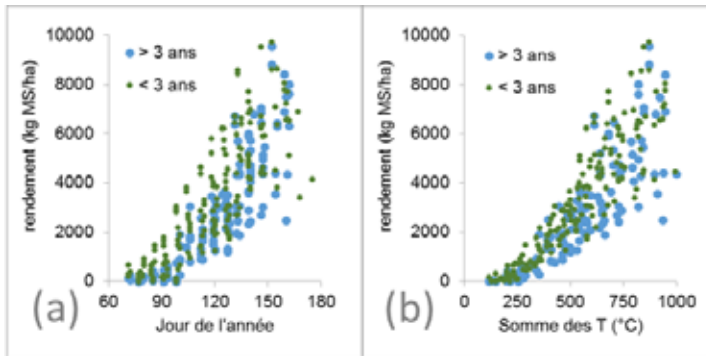 rendement (kg MS/ha)
10000
8000
6000
4000
2000
0
> 3 ans
< 3 ans
60 90 120 150 180
(a)
Jour de l'année
rendement (kg MS/ha)
10000
8000
6000
4000
2000
0
> 3 ans
< 3 ans
0 250 500 750 1000
(b)
Somme des T (°C)